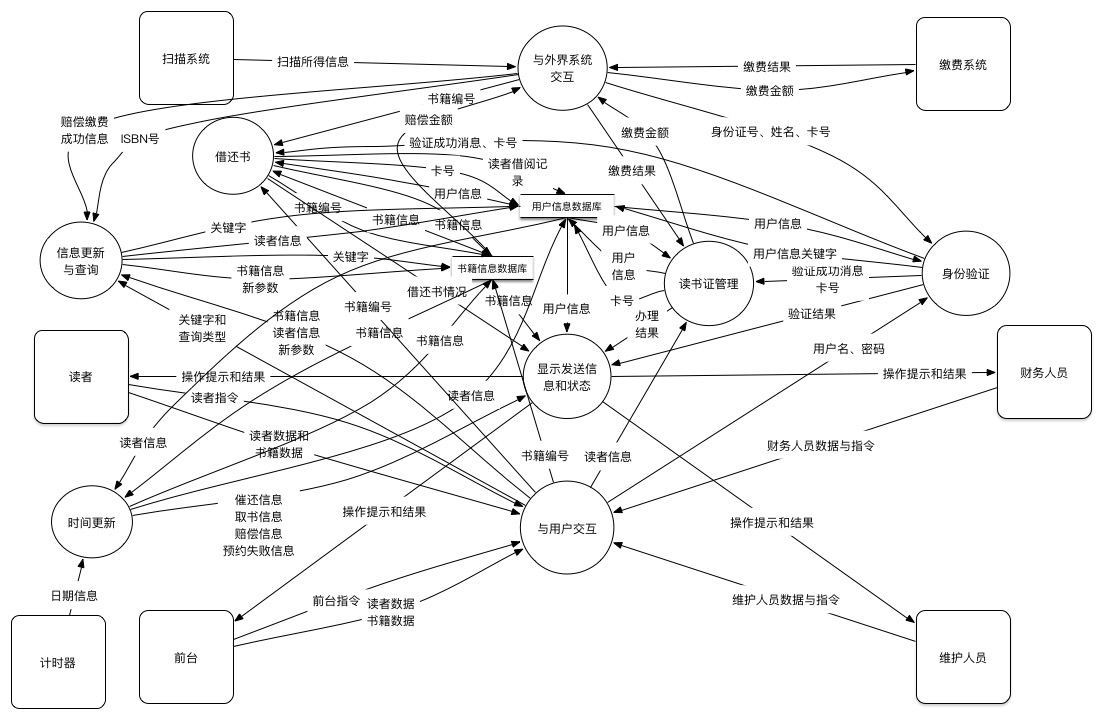 扫描系统
扫描所得信息
与外界系统
交互
缴费结果
缴费金额
缴费系统
书籍编号
赔偿金额
赔偿缴费
成功信息
ISBN号
借还书
验证成功消息、卡号
缴费金额
身份证号、姓名、卡号
读者借阅记
录
卡号
缴费结果
用户信息
书籍编号
书籍信息
书籍信息
用户信息数据库
用户信息
用户信息
关键字
读者信息
信息更新
与查询
关键字
书籍信息
新参数
书籍信息数据库
用户
信息
用户信息关键字
验证成功消息
卡号
读书证管理
身份验证
借还书情况
书籍信息
用户信息
卡号
办理
结果
验证结果
关键字和
查询类型
书籍信息
读者信息
新参数
书籍编号
书籍信息
书籍信息
用户名、密码
读者
操作提示和结果
读者指令
显示发送信
息和状态
操作提示和结果
财务人员
读者信息
读者信息
读者数据和
书籍数据
书籍编号
读者信息
财务人员数据与指令
时间更新
催还信息
取书信息
赔偿信息
预约失败信息
操作提示和结果
与用户交互
操作提示和结果
日期信息
前台指令
读者数据
书籍数据
维护人员数据与指令
计时器
前台
维护人员